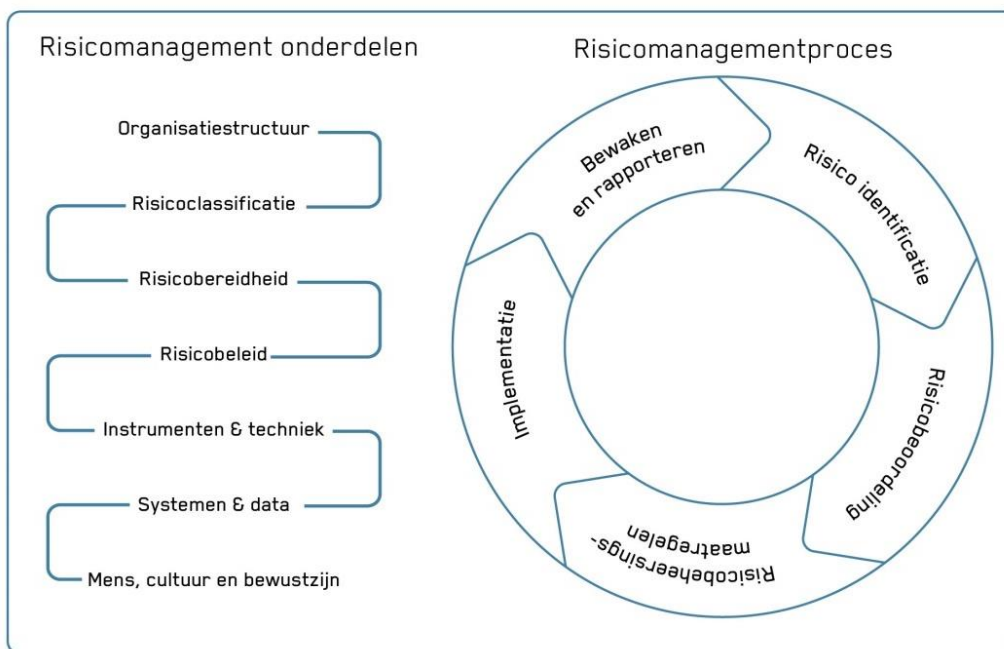 Risicomanagement onderdelen
Organisatiestructuur
Risicoclassificatie
Risicobereidheid
Risicobeleid
Instrumenten & techniek
Systemen & data
Mens, cultuur en bewustzijn
Risicomanagementproces
Bewaken
en rapporteren
Risico identificatie
Risicobeoordeling
Risicobeheersings-
maatregelen
Implementatie